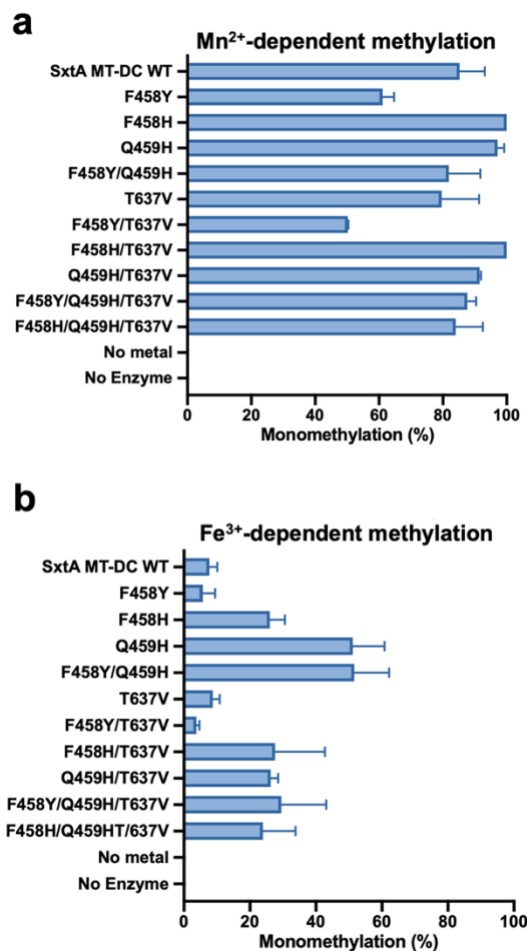 a
Mn²⁺-dependent methylation
SxtA MT-DC WT
F458Y
F458H
Q459H
F458Y/Q459H
T637V
F458Y/T637V
F458H/T637V
Q459H/T637V
F458Y/Q459H/T637V
F458H/Q459H/T637V
No metal
No Enzyme
0 20 40 60 80 100
Monomethylation (%)
b
Fe³⁺-dependent methylation
SxtA MT-DC WT
F458Y
F458H
Q459H
F458Y/Q459H
T637V
F458Y/T637V
F458H/T637V
Q459H/T637V
F458Y/Q459H/T637V
F458H/Q459HT/637V
No metal
No Enzyme
0 20 40 60 80 100
Monomethylation (%)